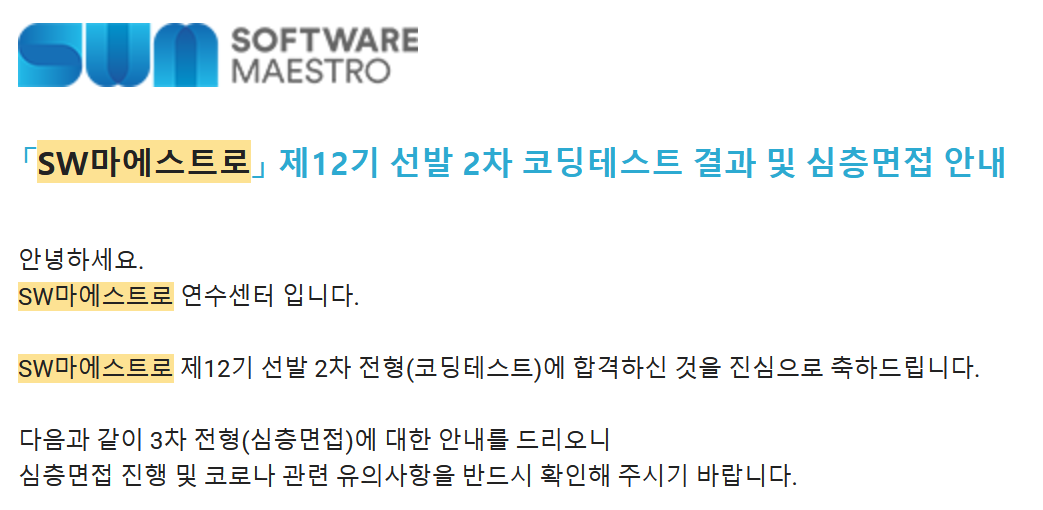 SWM SOFTWARE
MAESTRO
「SW마에스트로」 제12기 선발 2차 코딩테스트 결과 및 심층면접 안내
안녕하세요.
SW마에스트로 연수센터 입니다.
SW마에스트로 제12기 선발 2차 전형(코딩테스트)에 합격하신 것을 진심으로 축하드립니다.
다음과 같이 3차 전형(심층면접)에 대한 안내를 드리오니
심층면접 진행 및 코로나 관련 유의사항을 반드시 확인해 주시기 바랍니다.